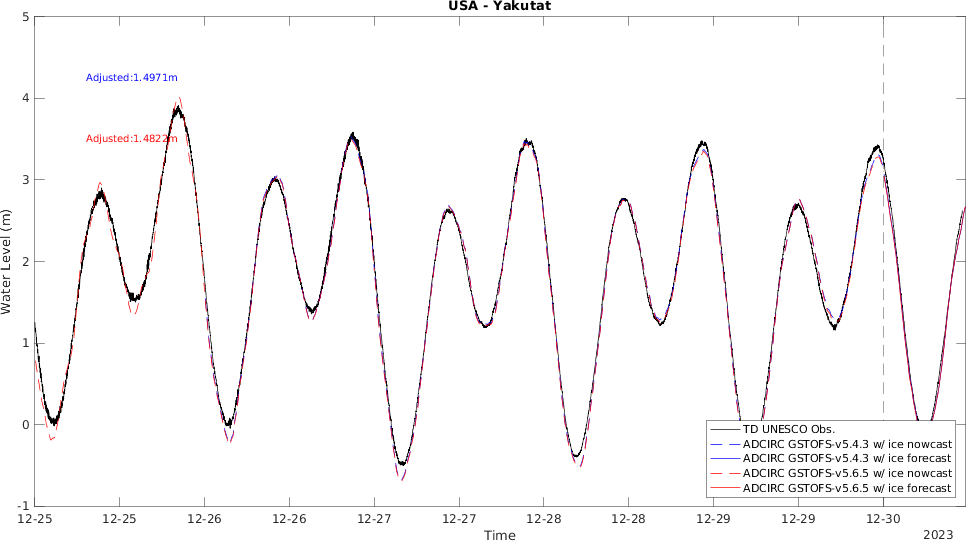 USA - Yakutat
5
4
3
2
1
0
-1
Water Level (m)
Adjusted:1.4971m
Adjusted:1.4822m
TD UNESCO Obs.
ADCIRC GSTOFS-v5.4.3 w/ ice nowcast
ADCIRC GSTOFS-v5.4.3 w/ ice forecast
ADCIRC GSTOFS-v5.6.5 w/ ice nowcast
ADCIRC GSTOFS-v5.6.5 w/ ice forecast
12-25 12-25 12-26 12-26 12-27 12-27 12-28 12-28 12-29 12-29 12-30
Time
2023